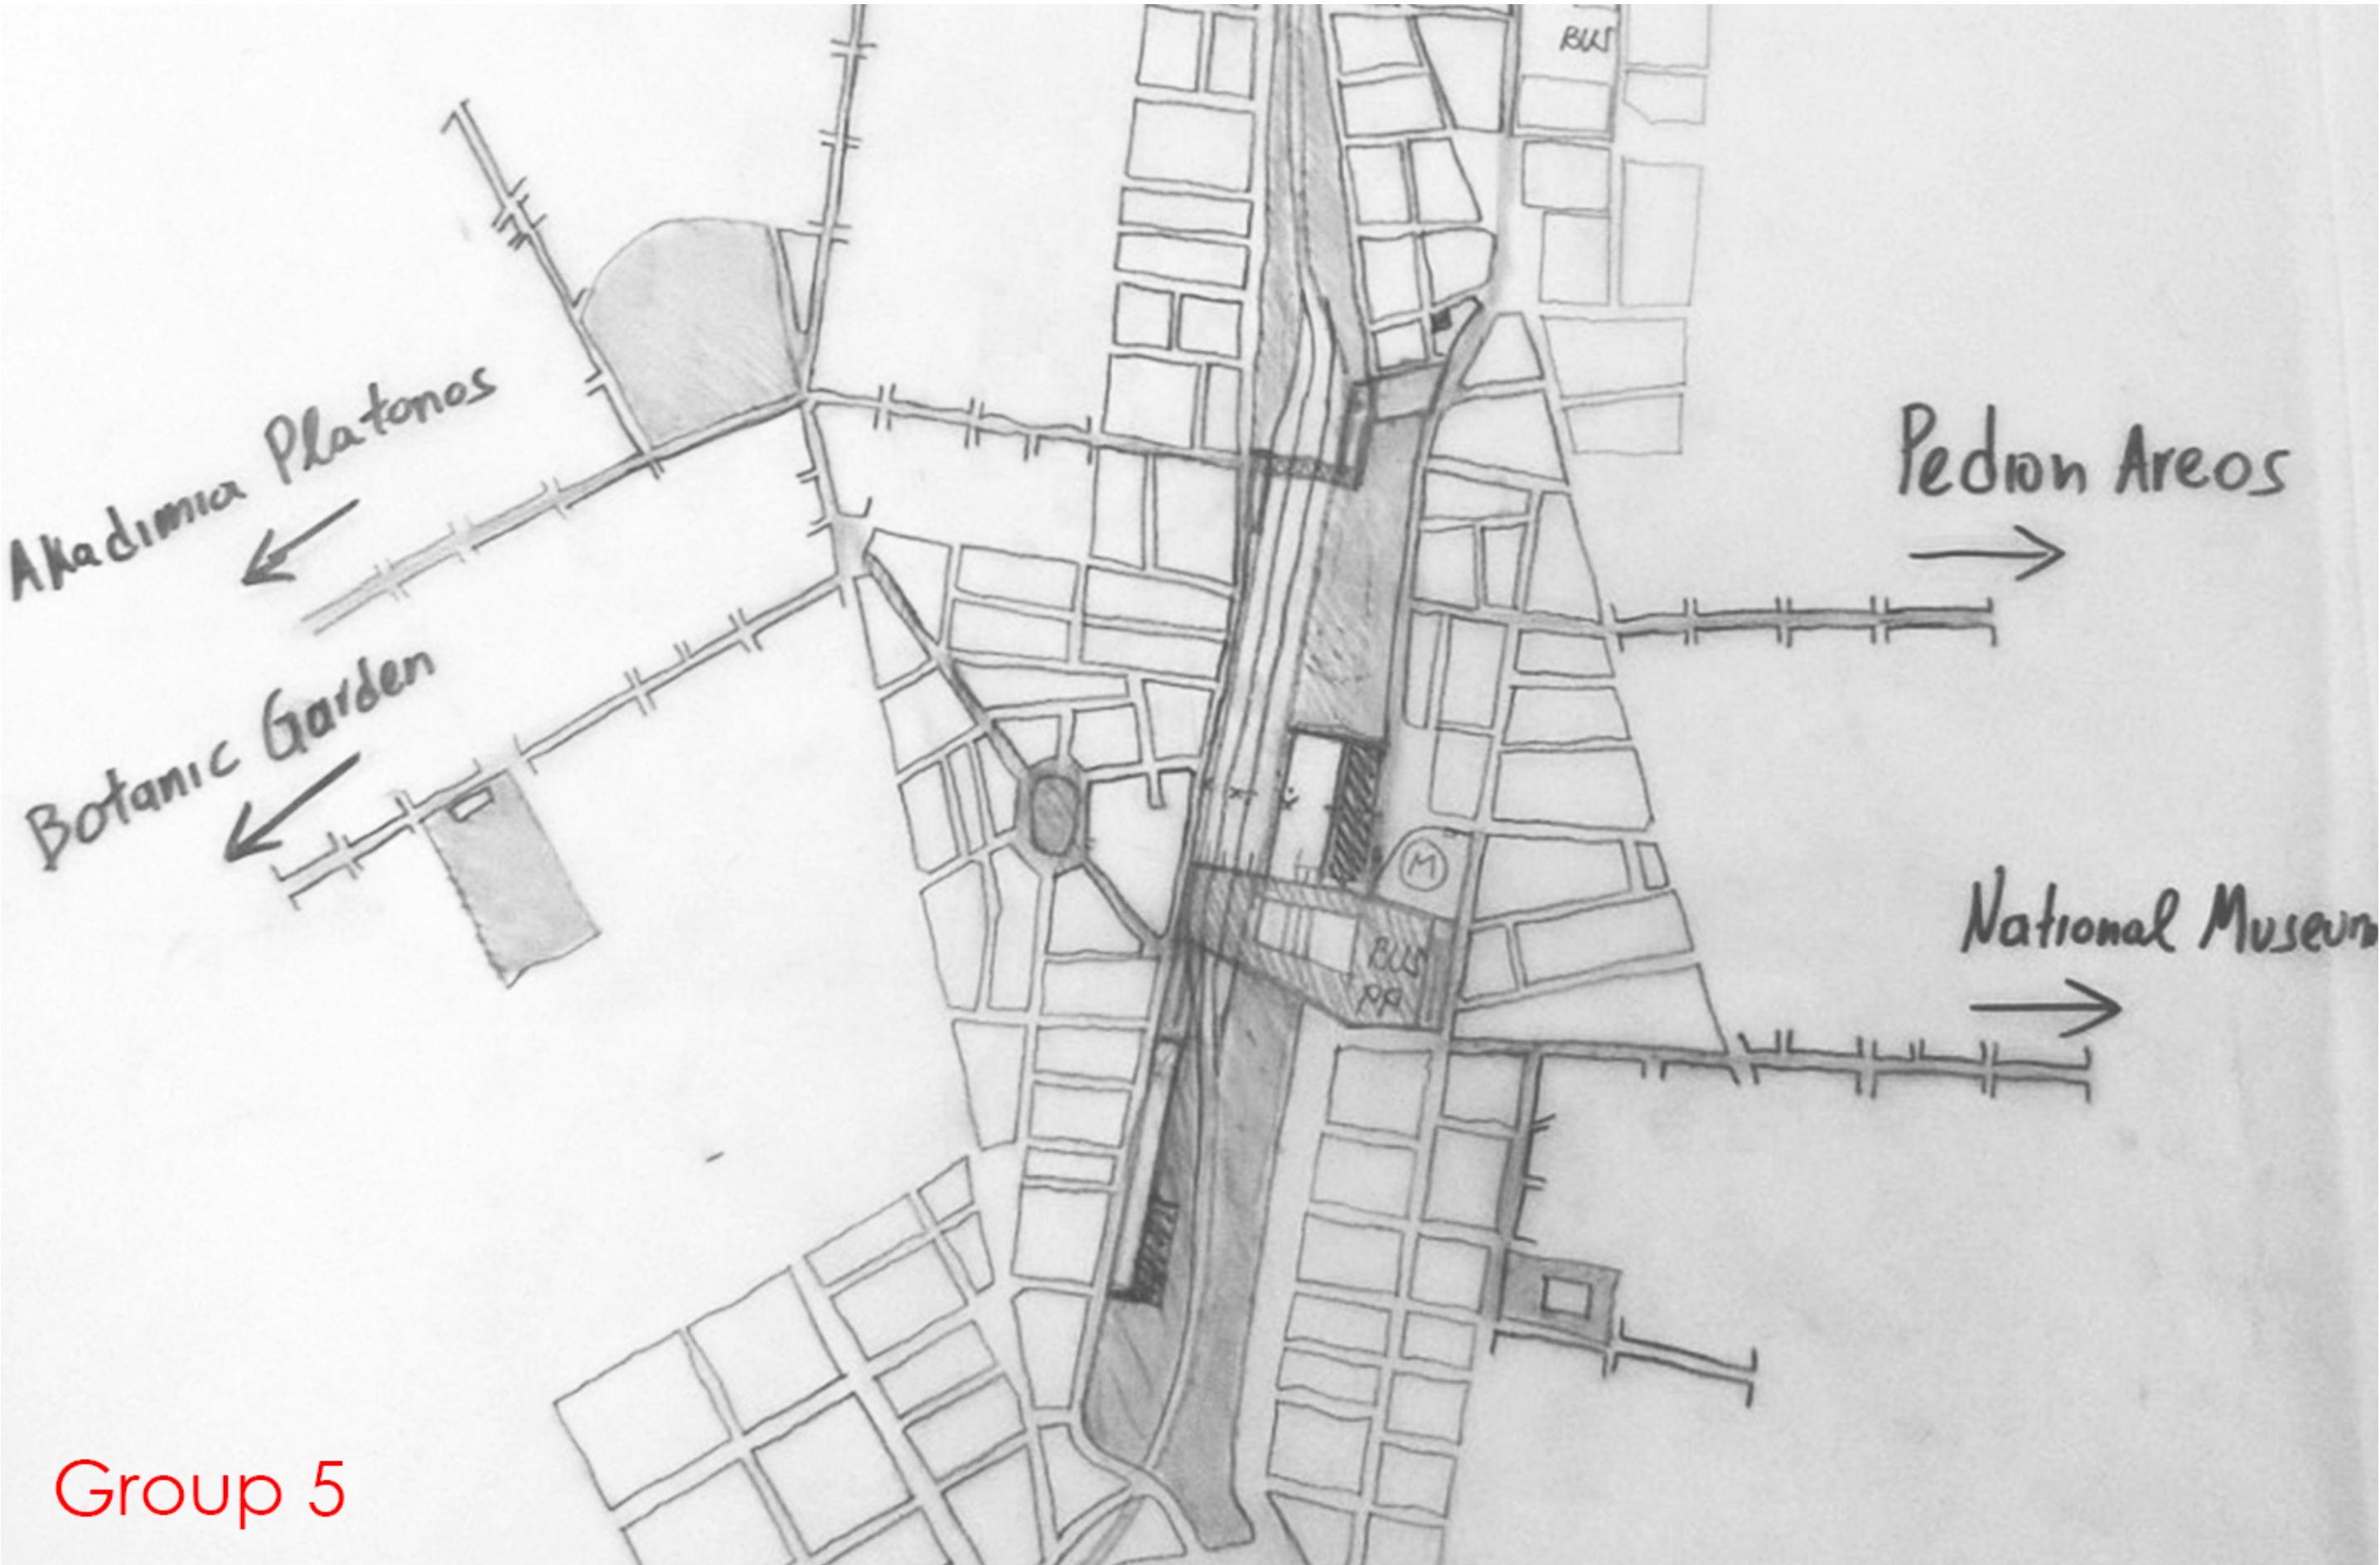 BUS
Akadimia Platonos
Pedion Areos
Botanic Garden
M
National Museum
BUS
Group 5